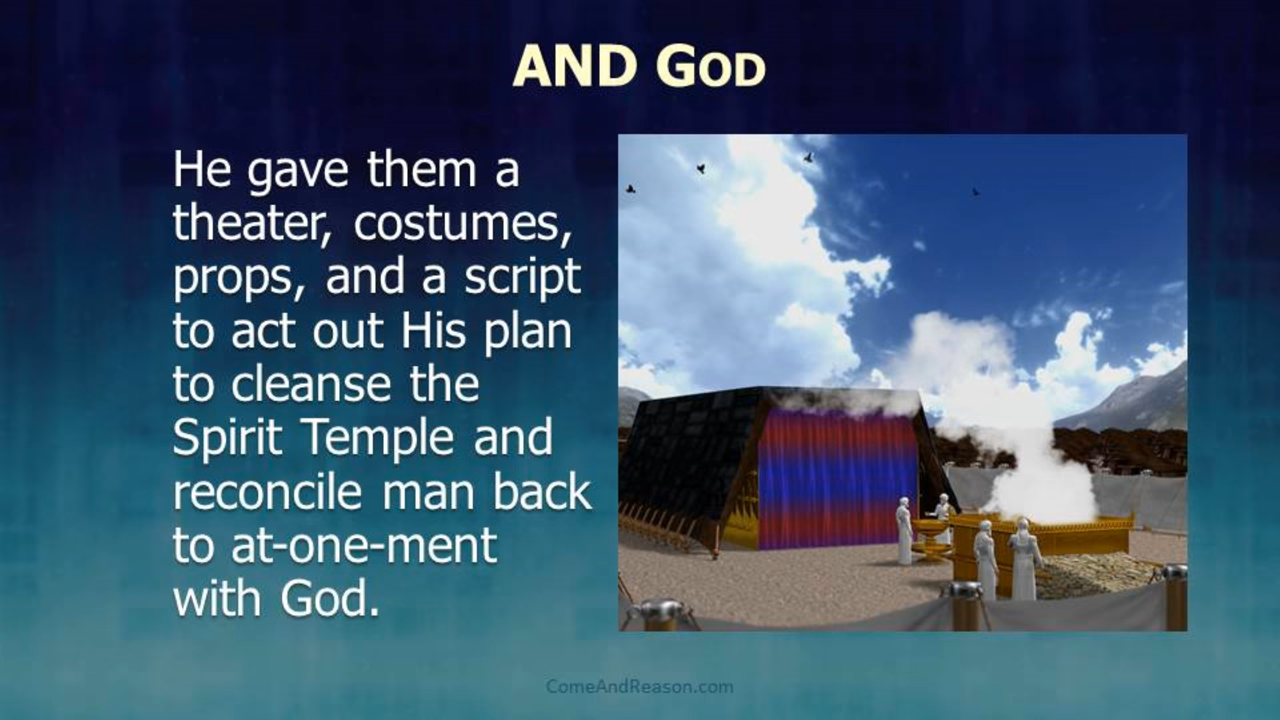 AND GOD
He gave them a
theater, costumes,
props, and a script
to act out His plan
to cleanse the
Spirit Temple and
reconcile man back
to at-one-ment
with God.
ComeAndReason.com